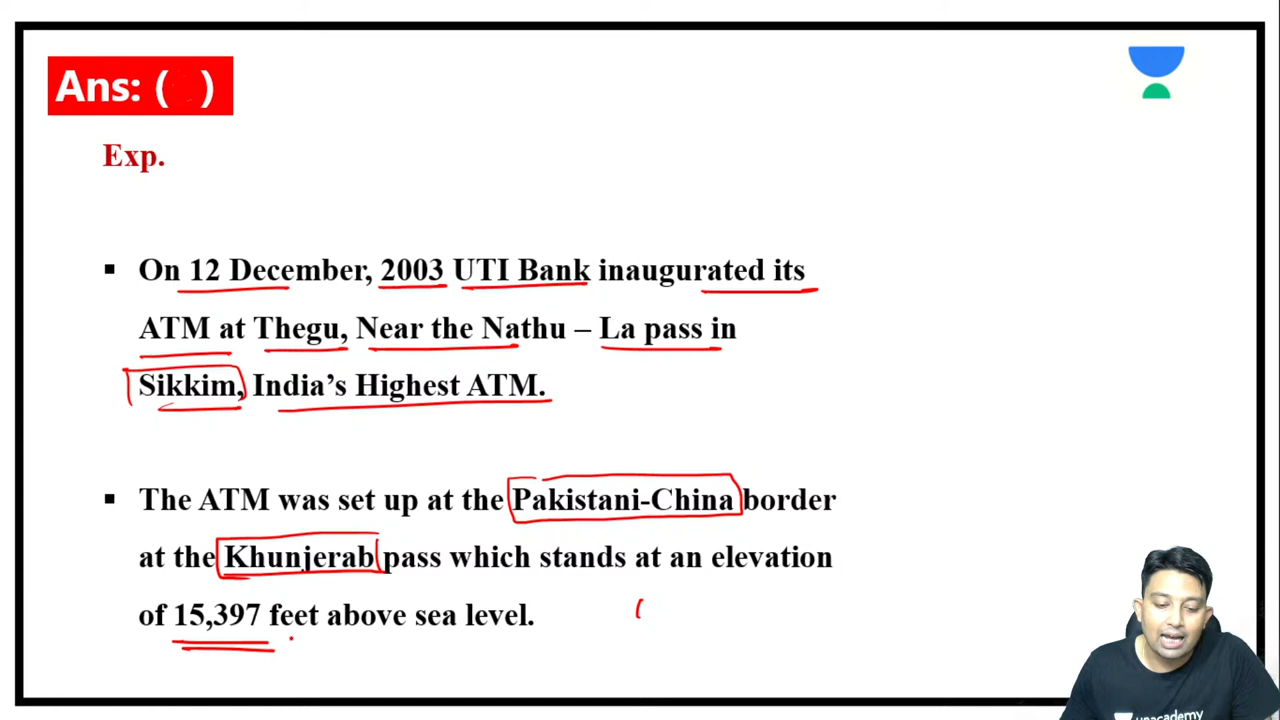 Ans: ( )
Exp.
▪ On 12 December, 2003 UTI Bank inaugurated its
ATM at Thegu, Near the Nathu – La pass in
Sikkim, India’s Highest ATM.
▪ The ATM was set up at the Pakistani-China border
at the Khunjerab pass which stands at an elevation
of 15,397 feet above sea level.
unacademy